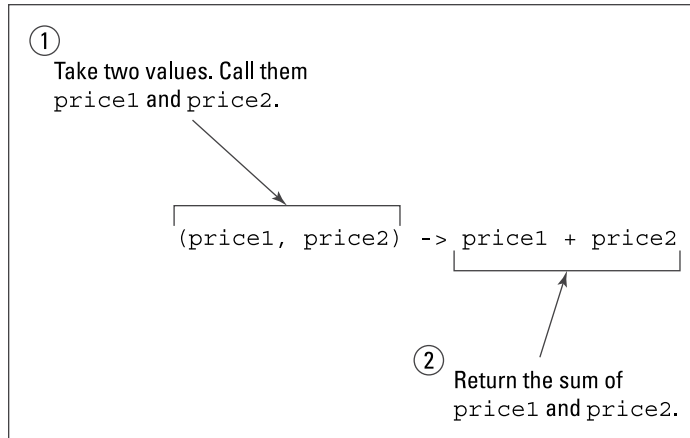 1
Take two values. Call them
price1 and price2.
(price1, price2) -> price1 + price2
2
Return the sum of
price1 and price2.